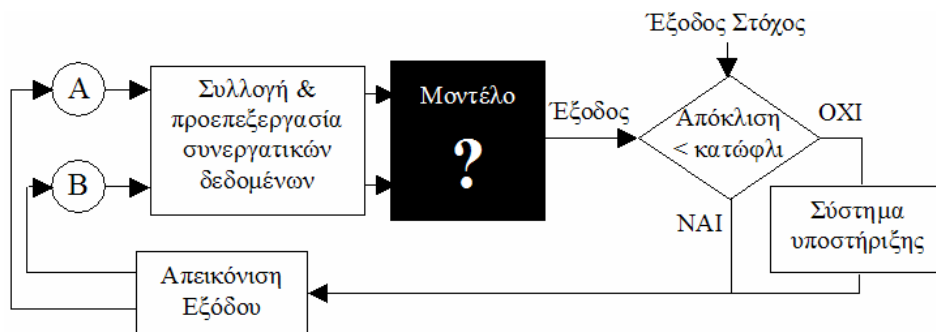 Έξοδος Στόχος
A
Συλλογή &
προεπεξεργασία
συνεργατικών
δεδομένων
Μοντέλο
?
Έξοδος
Απόκλιση
< κατώφλι
ΟΧΙ
B
ΝΑΙ
Σύστημα
υποστήριξης
Απεικόνιση
Εξόδου